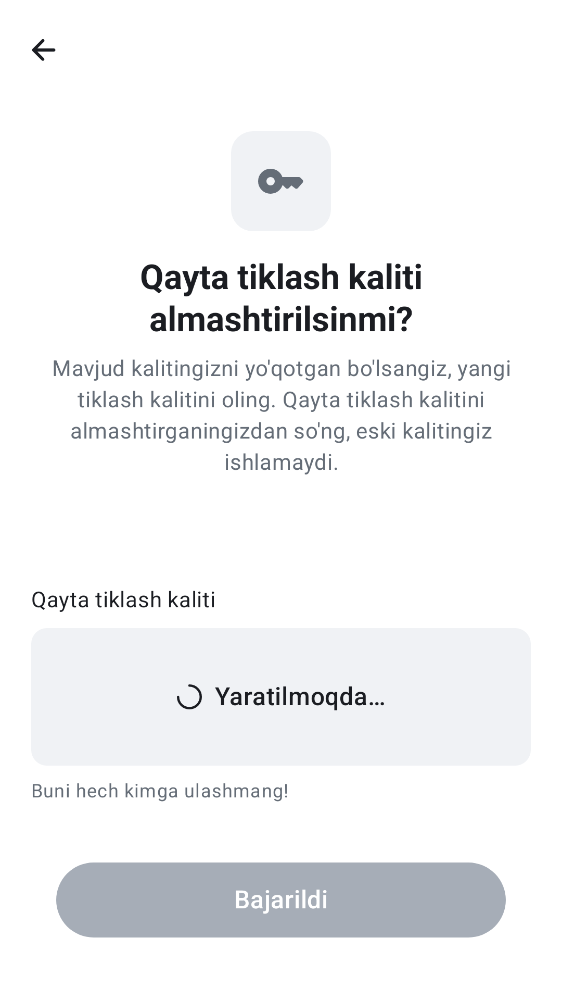 Qayta tiklash kaliti
almashtirilsinmi?
Mavjud kalitingizni yo'qotgan bo'lsangiz, yangi
tiklash kalitini oling. Qayta tiklash kalitini
almashtirganingizdan so'ng, eski kalitingiz
ishlamaydi.
Qayta tiklash kaliti
Yaratilmoqda…
Buni hech kimga ulashmang!
Bajarildi